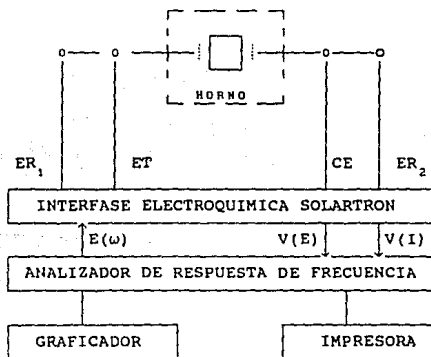 HORNO
ER₁ ET CE ER₂
INTERFASE ELECTROQUIMICA SOLARTRON
E(ω) V(E) V(I)
ANALIZADOR DE RESPUESTA DE FRECUENCIA
GRAFICADOR IMPRESORA